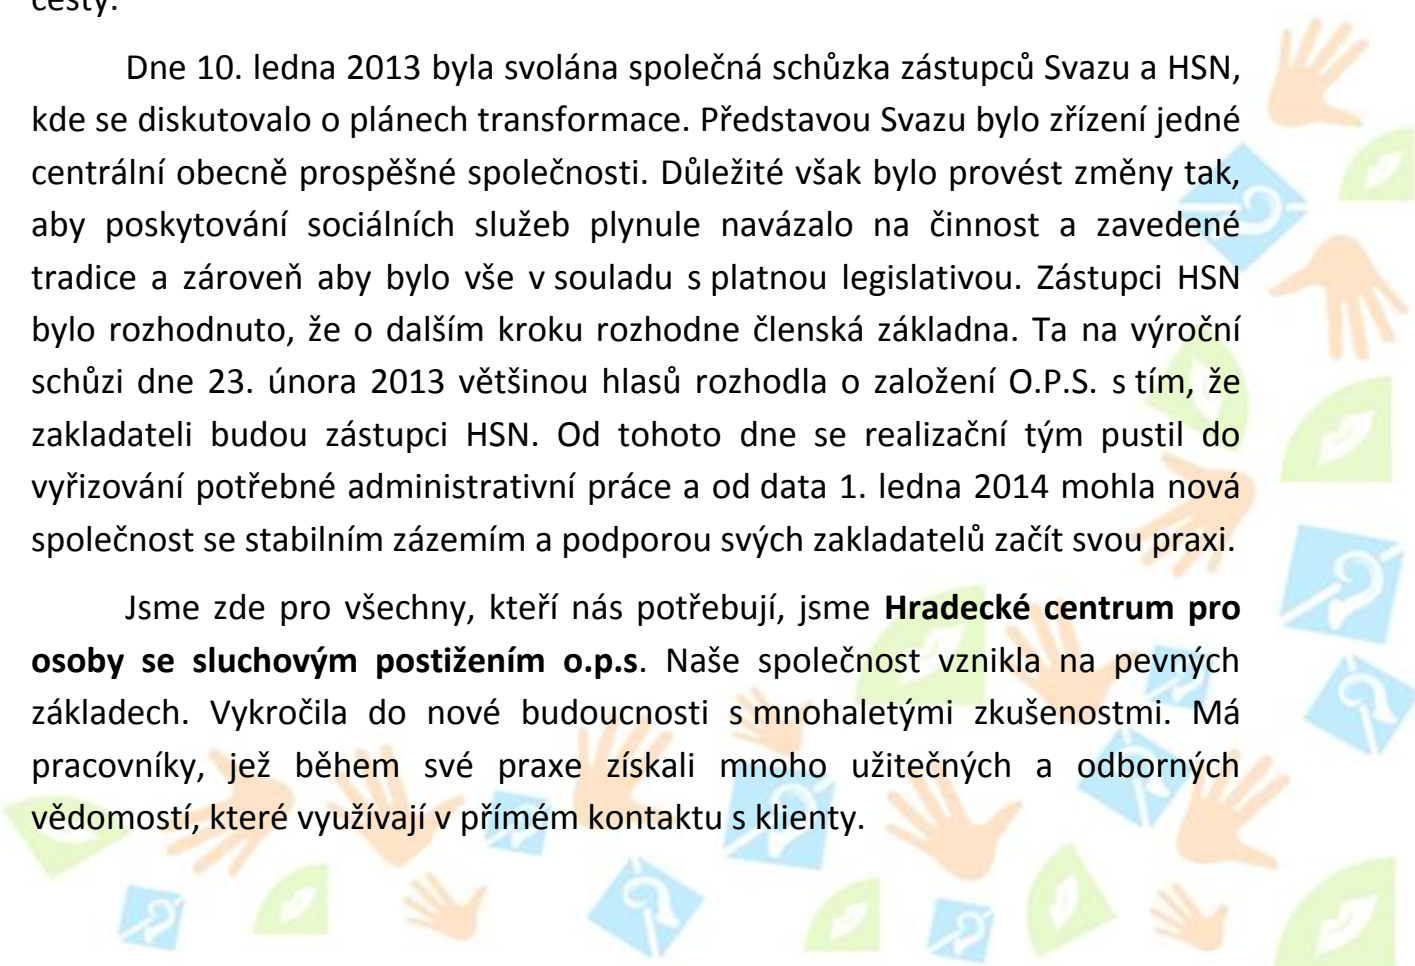 cesty.
Dne 10. ledna 2013 byla svolána společná schůzka zástupců Svazu a HSN,
kde se diskutovalo o plánech transformace. Představou Svazu bylo zřízení jedné
centrální obecně prospěšné společnosti. Důležité však bylo provést změny tak,
aby poskytování sociálních služeb plynule navázalo na činnost a zavedené
tradice a zároveň aby bylo vše v souladu s platnou legislativou. Zástupci HSN
bylo rozhodnuto, že o dalším kroku rozhodne členská základna. Ta na výroční
schůzi dne 23. února 2013 většinou hlasů rozhodla o založení O.P.S. s tím, že
zakladateli budou zástupci HSN. Od tohoto dne se realizační tým pustil do
vyřizování potřebné administrativní práce a od data 1. ledna 2014 mohla nová
společnost se stabilním zázemím a podporou svých zakladatelů začít svou praxi.
Jsme zde pro všechny, kteří nás potřebují, jsme Hradecké centrum pro
osoby se sluchovým postižením o.p.s. Naše společnost vznikla na pevných
základech. Vykročila do nové budoucnosti s mnohaletými zkušenostmi. Má
pracovníky, jež během své praxe získali mnoho užitečných a odborných
vědomostí, které využívají v přímém kontaktu s klienty.